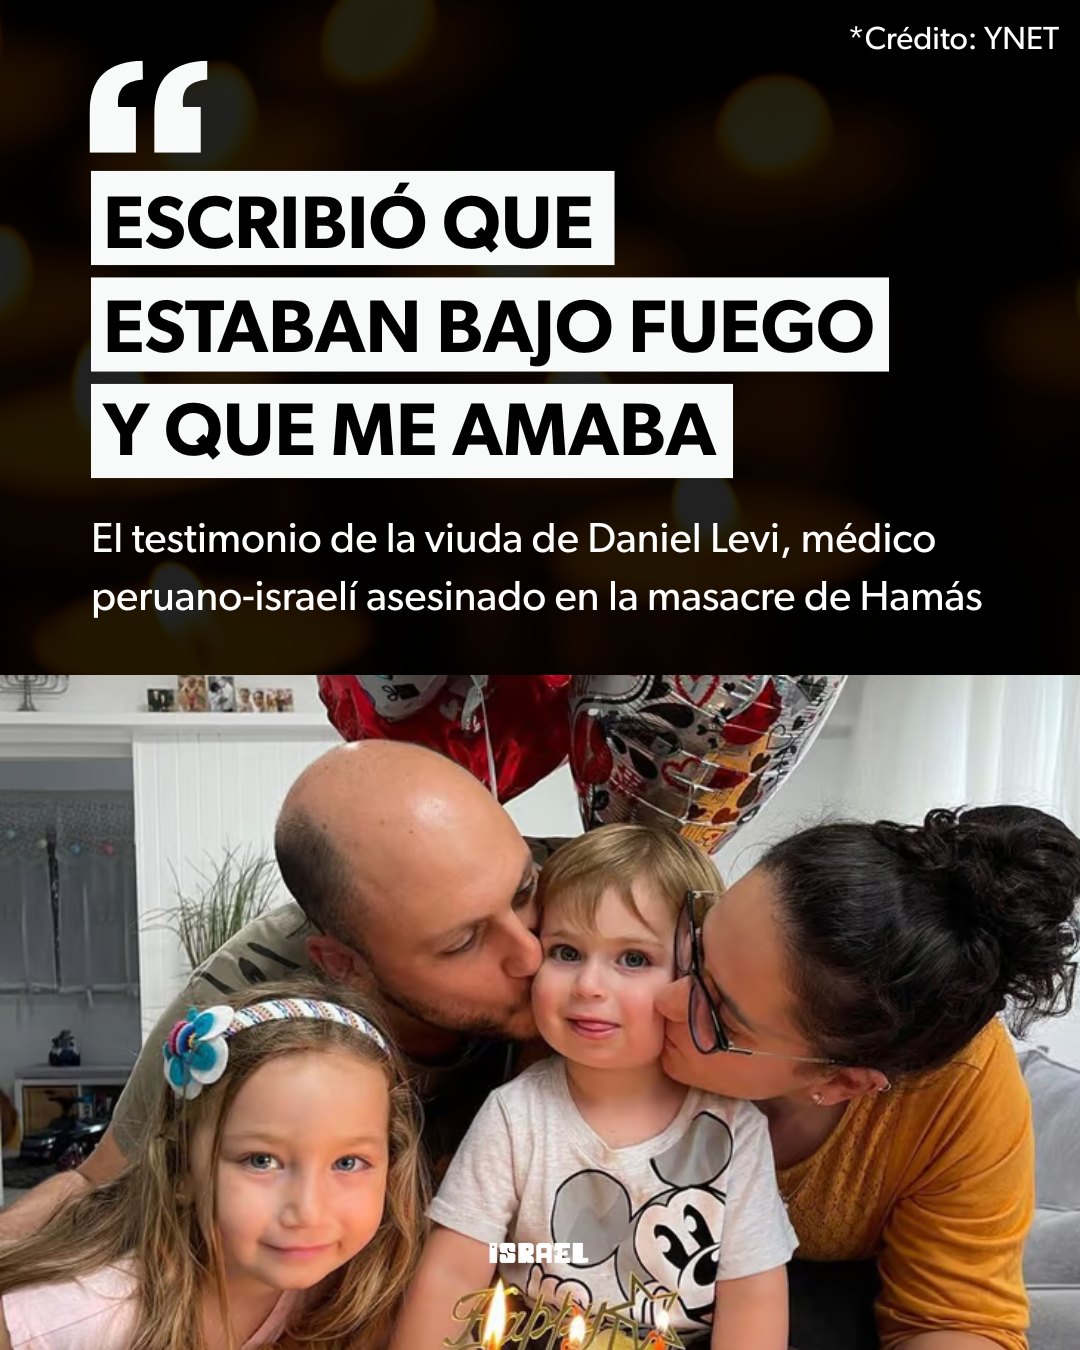 *Crédito: YNET
“
ESCRIBIÓ QUE
ESTABAN BAJO FUEGO
Y QUE ME AMABA
El testimonio de la viuda de Daniel Levi, médico
peruano-israelí asesinado en la masacre de Hamás
ISRAEL
Happy